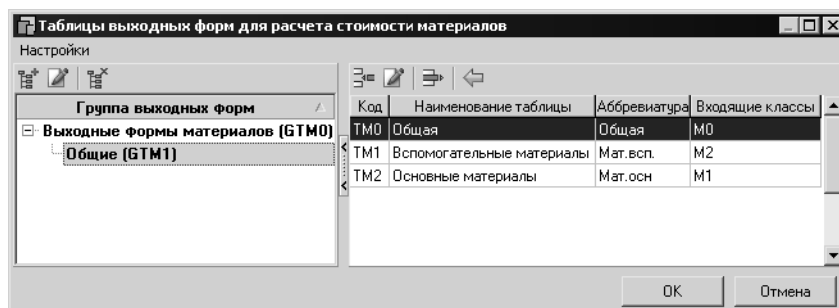 Таблицы выходных форм для расчета стоимости материалов
Настройки
Группа выходных форм
Выходные формы материалов (GTM0)
Общие (GTM1)
Код Наименование таблицы Аббревиатура Входящие классы
TM0 Общая Общая M0
TM1 Вспомогательные материалы Мат.всп. M2
TM2 Основные материалы Мат.осн M1
OK Отмена